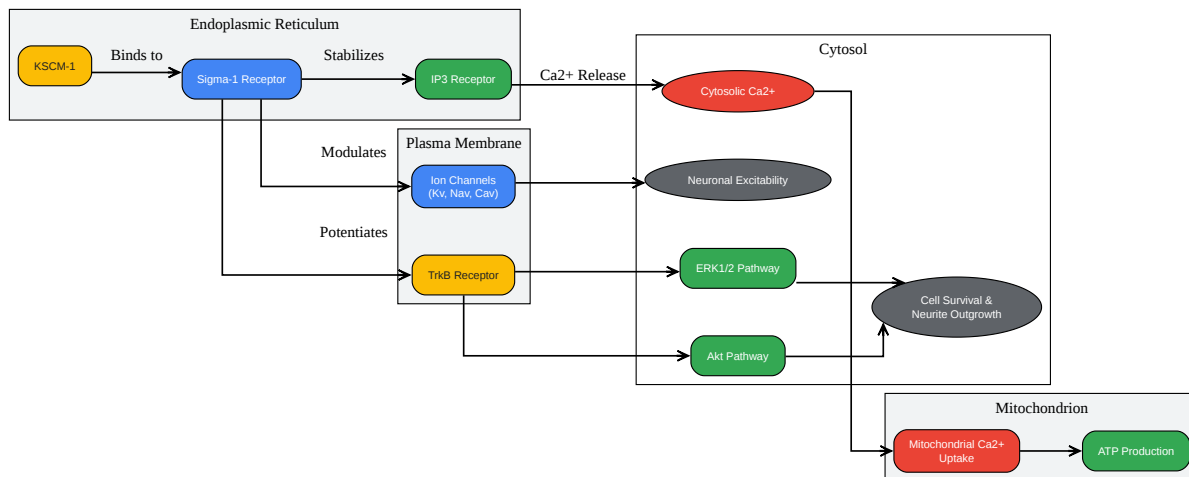 Endoplasmic Reticulum
KSCM-1
Binds to
Sigma-1 Receptor
Stabilizes
IP3 Receptor
Ca2+ Release
Cytosol
Cytosolic Ca2+
Plasma Membrane
Modulates
Ion Channels
(Kv, Nav, Cav)
Neuronal Excitability
Potentiates
TrkB Receptor
ERK1/2 Pathway
Cell Survival &
Neurite Outgrowth
Akt Pathway
Mitochondrion
Mitochondrial Ca2+
Uptake
ATP Production